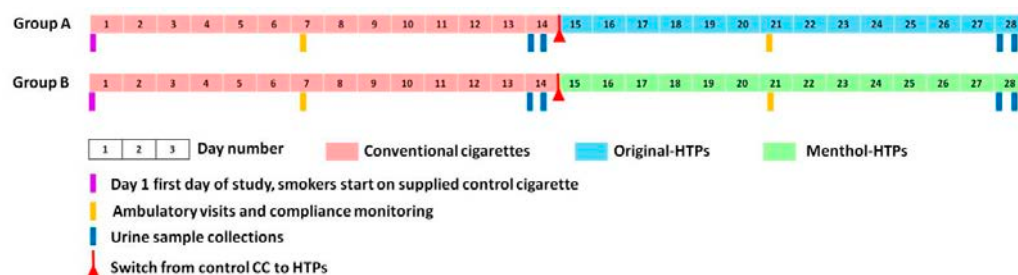 Group A 1 2 3 4 5 6 7 8 9 10 11 12 13 14 15 16 17 18 19 20 21 22 23 24 25 26 27 28
Group B 1 2 3 4 5 6 7 8 9 10 11 12 13 14 15 16 17 18 19 20 21 22 23 24 25 26 27 28
1 2 3 Day number Conventional cigarettes Original-HTPs Menthol-HTPs
Day 1 first day of study, smokers start on supplied control cigarette
Ambulatory visits and compliance monitoring
Urine sample collections
Switch from control CC to HTPs